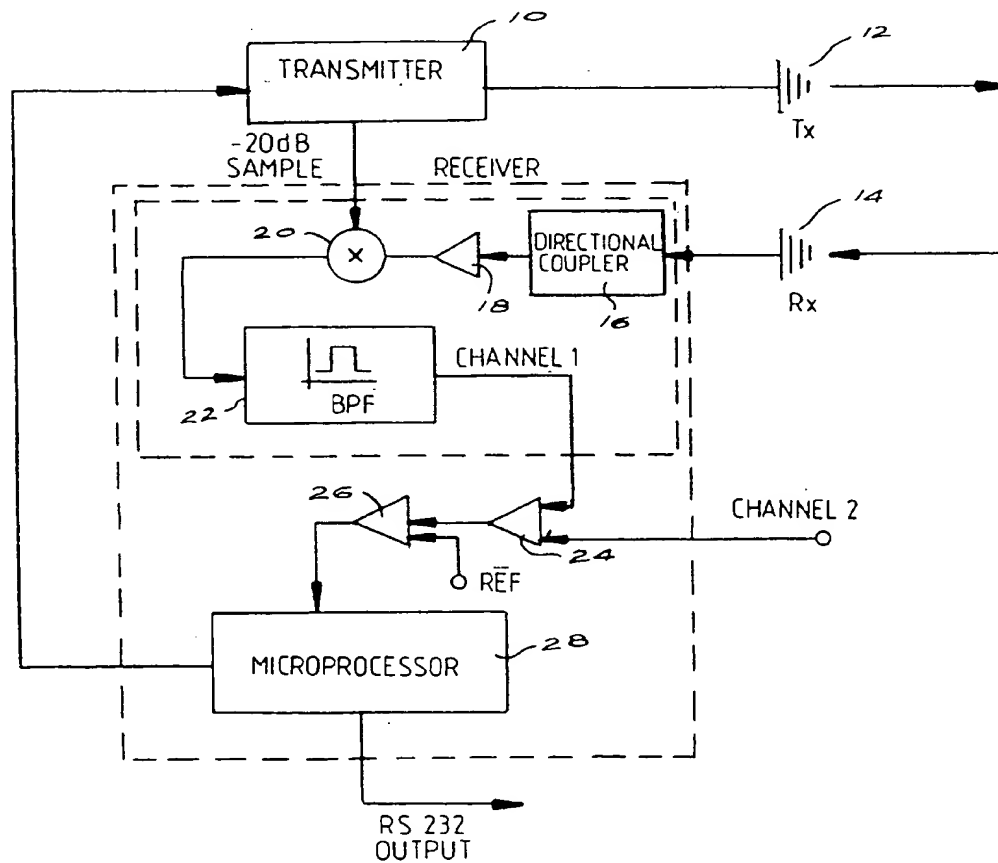 10
TRANSMITTER
12
Tx
-20dB
SAMPLE
RECEIVER
14
20
DIRECTIONAL
COUPLER
18
16
Rx
CHANNEL 1
22
BPF
26
CHANNEL 2
24
REF
MICROPROCESSOR
28
RS 232
OUTPUT